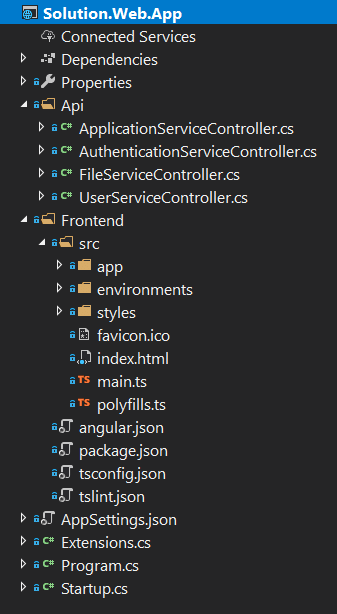 Solution.Web.App
Connected Services
Dependencies
Properties
Api
C# ApplicationServiceController.cs
C# AuthenticationServiceController.cs
C# FileServiceController.cs
C# UserServiceController.cs
Frontend
src
app
environments
styles
favicon.ico
index.html
TS main.ts
TS polyfills.ts
angular.json
package.json
tsconfig.json
tslint.json
AppSettings.json
C# Extensions.cs
C# Program.cs
C# Startup.cs